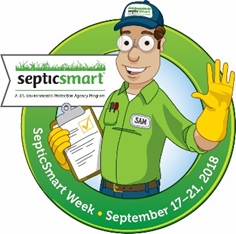 septicsmart
A U.S. Environmental Protection Agency Program
SAM
SepticSmart Week • September 17–21, 2018